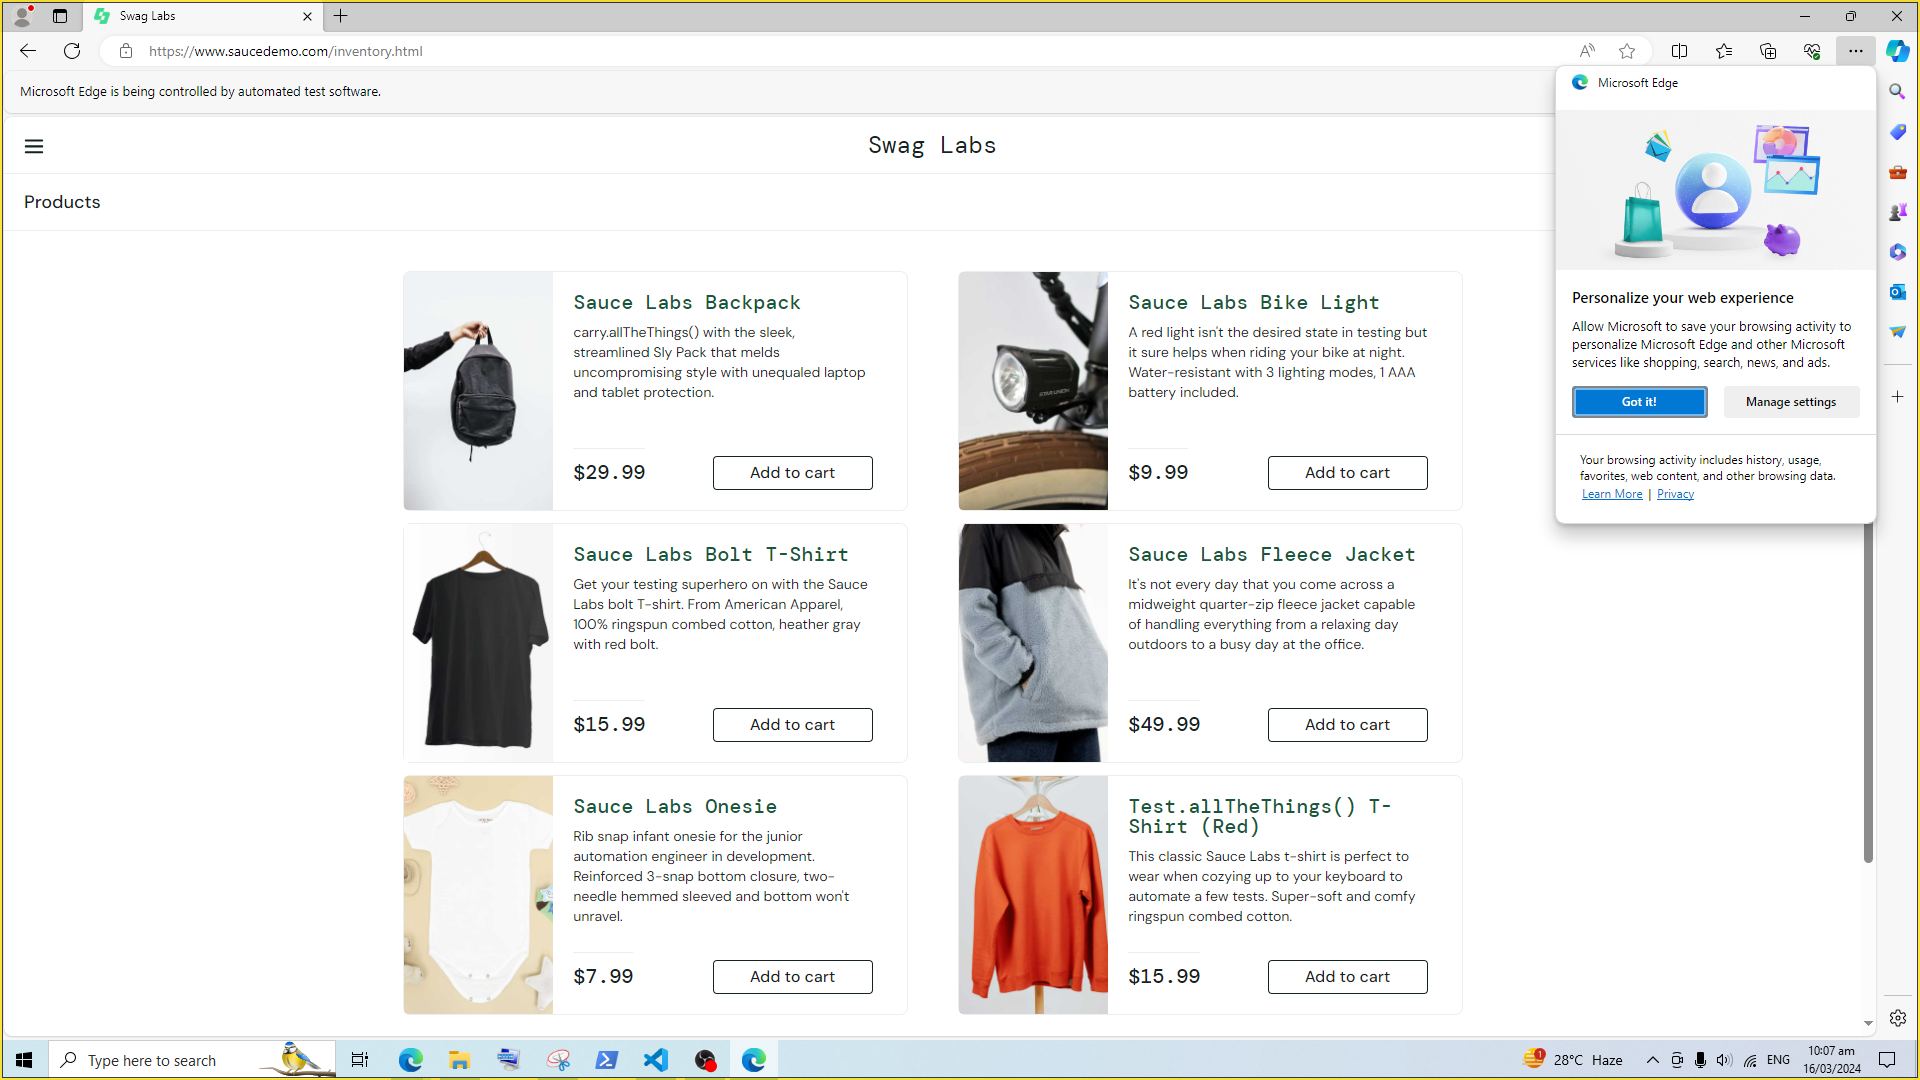 Swag Labs
https://www.saucedemo.com/inventory.html
Microsoft Edge is being controlled by automated test software.
Swag Labs
Products
Sauce Labs Backpack
carry.allTheThings() with the sleek,
streamlined Sly Pack that melds
uncompromising style with unequaled laptop
and tablet protection.
$29.99
Add to cart
Sauce Labs Bike Light
A red light isn't the desired state in testing but
it sure helps when riding your bike at night.
Water-resistant with 3 lighting modes, 1 AAA
battery included.
$9.99
Add to cart
Sauce Labs Bolt T-Shirt
Get your testing superhero on with the Sauce
Labs bolt T-shirt. From American Apparel,
100% ringspun combed cotton, heather gray
with red bolt.
$15.99
Add to cart
Sauce Labs Fleece Jacket
It's not every day that you come across a
midweight quarter-zip fleece jacket capable
of handling everything from a relaxing day
outdoors to a busy day at the office.
$49.99
Add to cart
Sauce Labs Onesie
Rib snap infant onesie for the junior
automation engineer in development.
Reinforced 3-snap bottom closure, two-
needle hemmed sleeved and bottom won't
unravel.
$7.99
Add to cart
Test.allTheThings() T-
Shirt (Red)
This classic Sauce Labs t-shirt is perfect to
wear when cozying up to your keyboard to
automate a few tests. Super-soft and comfy
ringspun combed cotton.
$15.99
Add to cart
Microsoft Edge
Personalize your web experience
Allow Microsoft to save your browsing activity to
personalize Microsoft Edge and other Microsoft
services like shopping, search, news, and ads.
Got it!
Manage settings
Your browsing activity includes history, usage,
favorites, web content, and other browsing data.
Learn More | Privacy
Type here to search
1
28°C Haze
ENG
10:07 am
16/03/2024